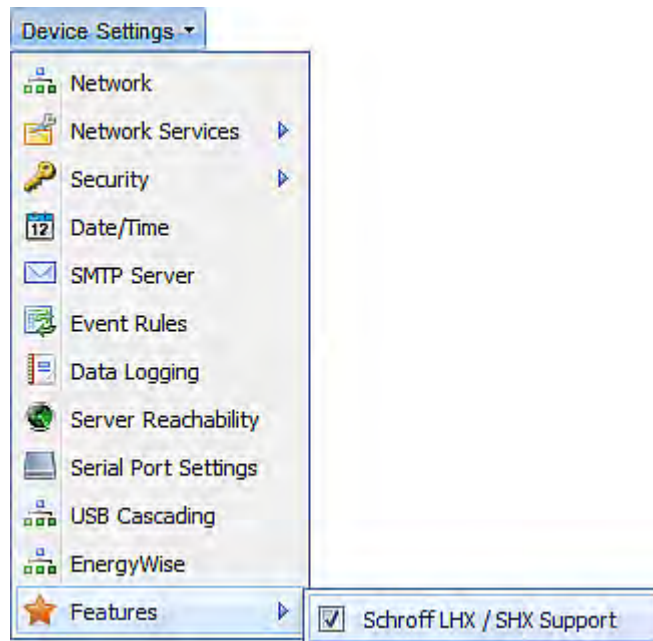 Device Settings
Network
Network Services
Security
12
Date/Time
SMTP Server
Event Rules
Data Logging
Server Reachability
Serial Port Settings
USB Cascading
EnergyWise
Features
Schroff LHX / SHX Support